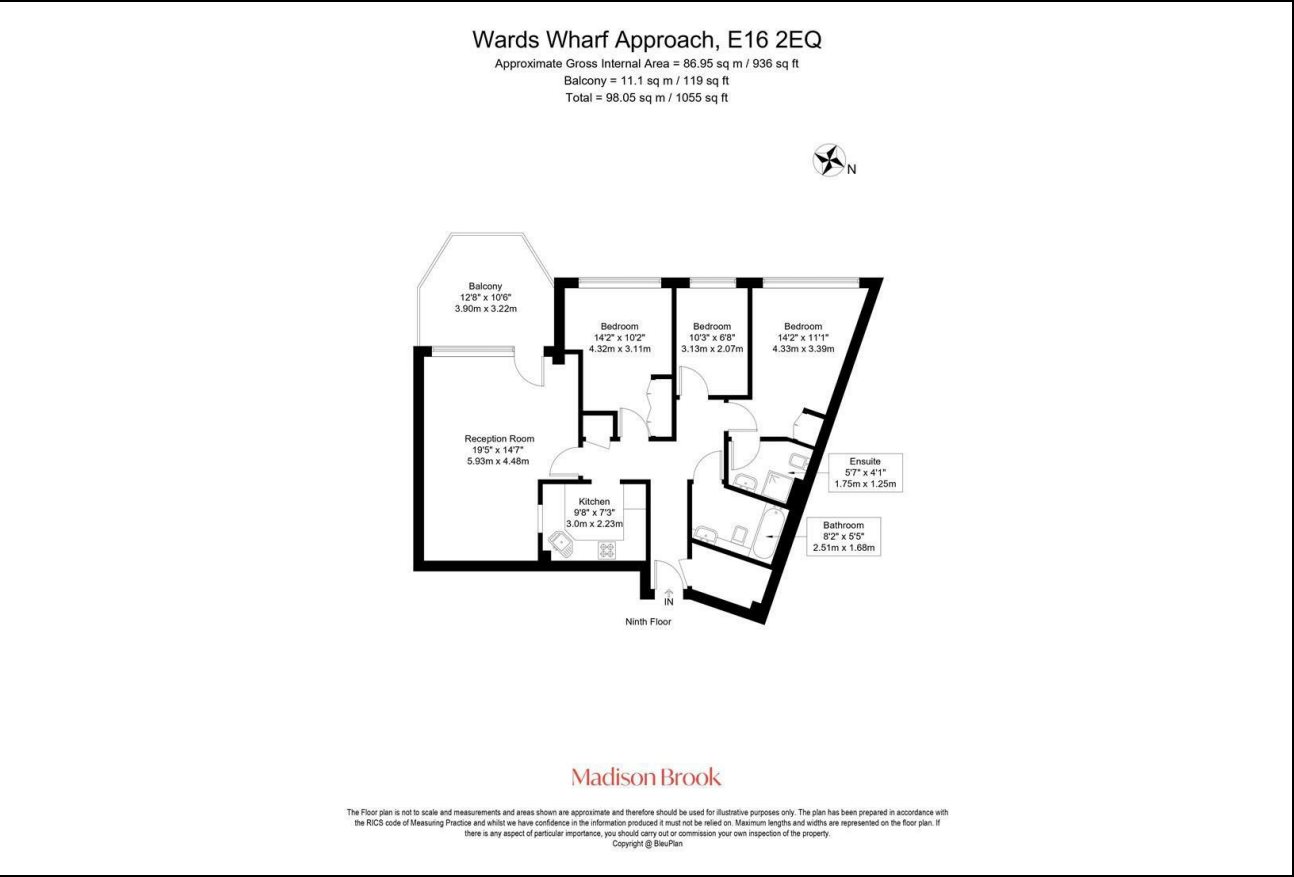 Wards Wharf Approach, E16 2EQ
Approximate Gross Internal Area = 86.95 sq m / 936 sq ft
Balcony = 11.1 sq m / 119 sq ft
Total = 98.05 sq m / 1055 sq ft
N
Balcony
12'8" x 10'6"
3.90m x 3.22m
Bedroom
14'2" x 10'2"
4.32m x 3.11m
Bedroom
10'3" x 6'8"
3.13m x 2.07m
Bedroom
14'2" x 11'1"
4.33m x 3.39m
Reception Room
19'5" x 14'7"
5.93m x 4.48m
Ensuite
5'7" x 4'1"
1.75m x 1.25m
Kitchen
9'8" x 7'3"
3.0m x 2.23m
Bathroom
8'2" x 5'5"
2.51m x 1.68m
IN
Ninth Floor
Madison Brook
The Floor plan is not to scale and measurements and areas shown are approximate and therefore should be used for illustrative purposes only. The plan has been prepared in accordance with
the RICS code of Measuring Practice and whilst we have confidence in the information produced it must not be relied on. Maximum lengths and widths are represented on the floor plan. If
there is any aspect of particular importance, you should carry out or commission your own inspection of the property.
Copyright @ BleuPlan